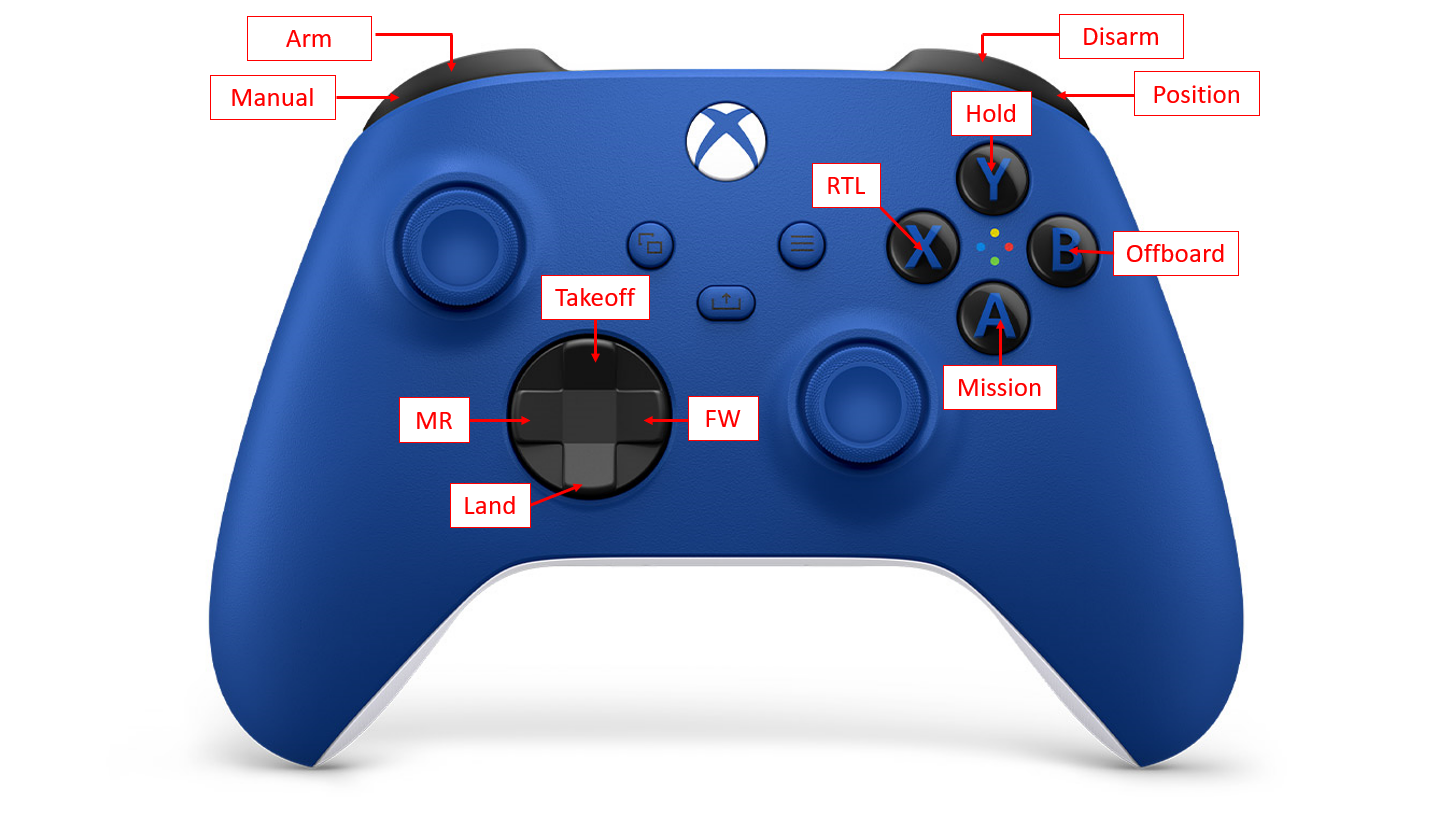 Arm
Disarm
Manual
Position
Hold
Y
RTL
X
B
Offboard
Takeoff
A
Mission
MR
FW
Land